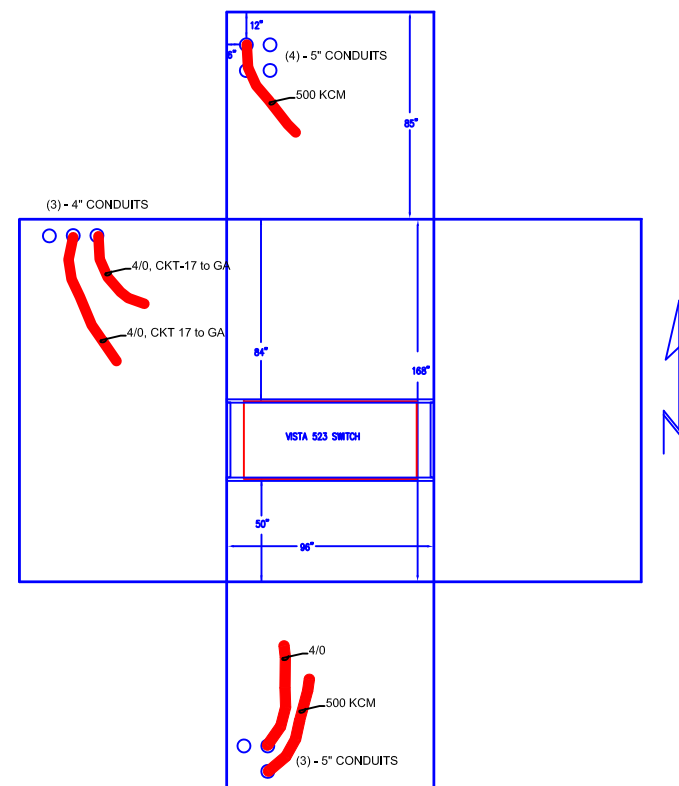 12"
6"
(4) - 5" CONDUITS
500 KCM
85"
(3) - 4" CONDUITS
4/0, CKT-17 to GA
4/0, CKT 17 to GA
84"
168"
VISTA 523 SWITCH
50"
96"
4/0
500 KCM
(3) - 5" CONDUITS
N